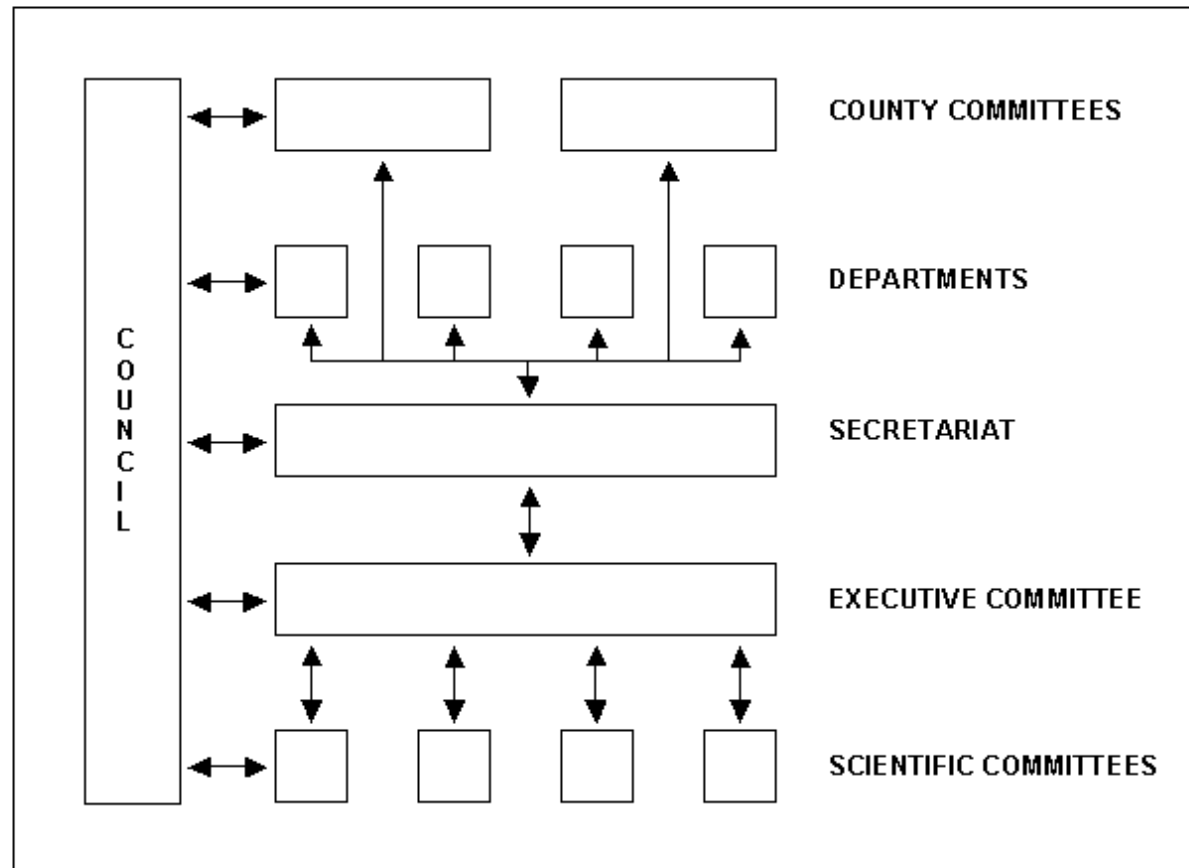 COUNTY COMMITTEES
DEPARTMENTS
COUNCIL
SECRETARIAT
EXECUTIVE COMMITTEE
SCIENTIFIC COMMITTEES